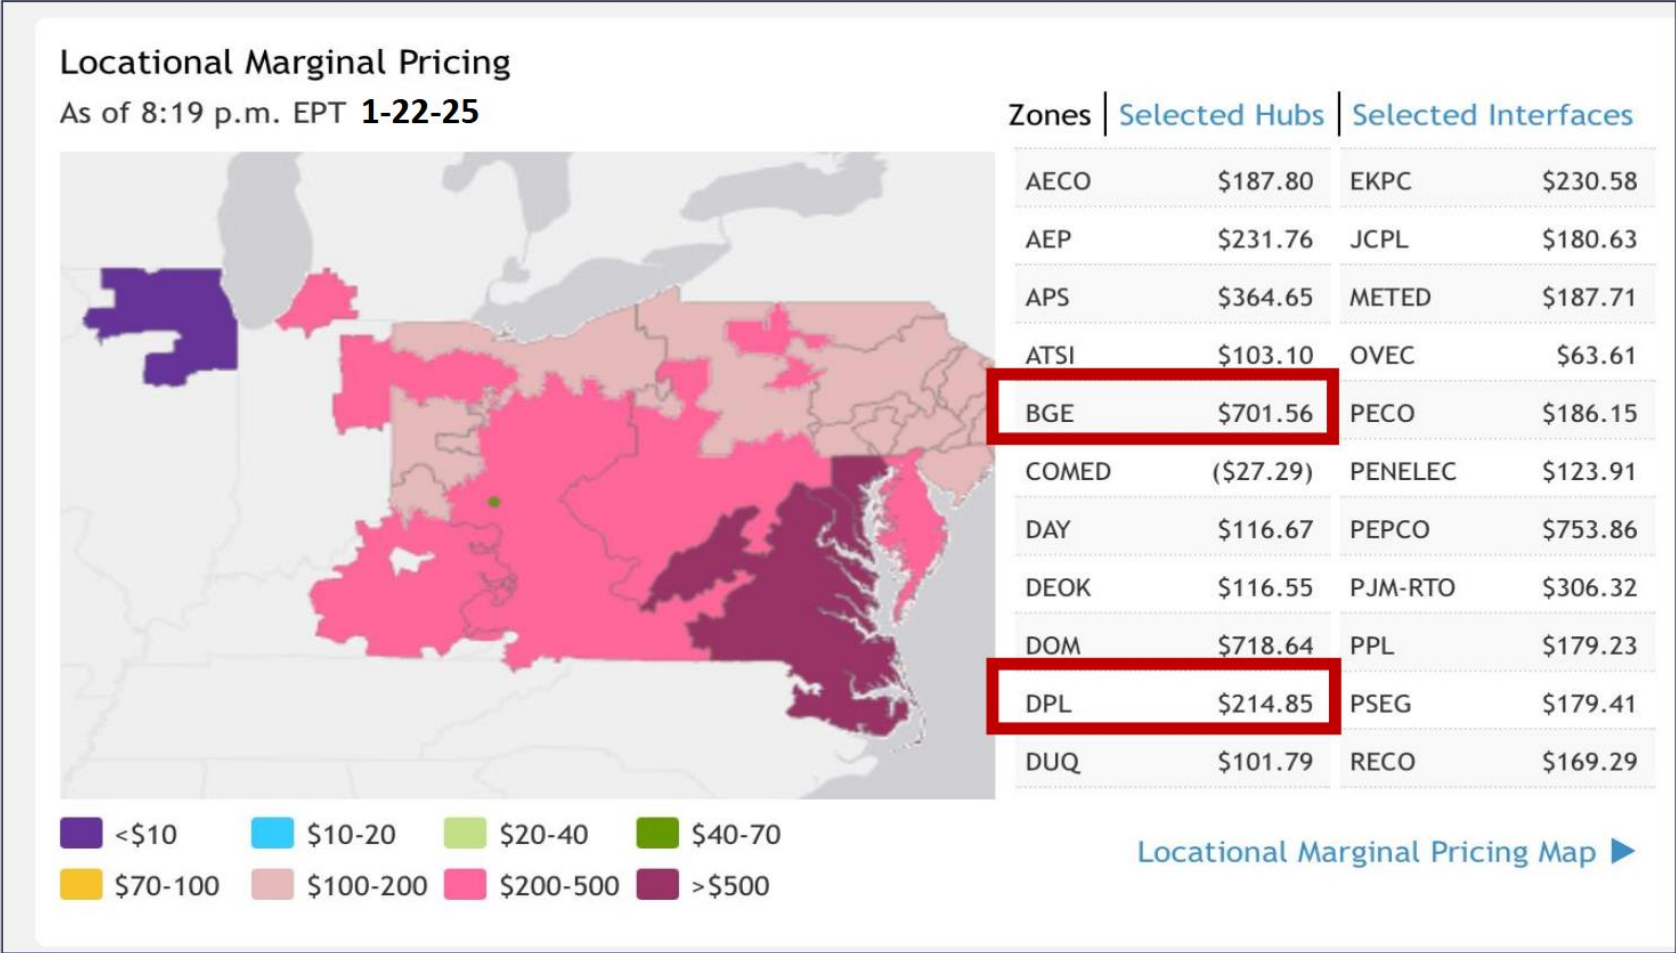 Locational Marginal Pricing
As of 8:19 p.m. EPT 1-22-25
Zones | Selected Hubs | Selected Interfaces
AECO $187.80 EKPC $230.58
AEP $231.76 JCPL $180.63
APS $364.65 METED $187.71
ATSI $103.10 OVEC $63.61
BGE $701.56 PECO $186.15
COMED ($27.29) PENELEC $123.91
DAY $116.67 PEPCO $753.86
DEOK $116.55 PJM-RTO $306.32
DOM $718.64 PPL $179.23
DPL $214.85 PSEG $179.41
DUQ $101.79 RECO $169.29
<$10 $10-20 $20-40 $40-70
$70-100 $100-200 $200-500 >$500
Locational Marginal Pricing Map